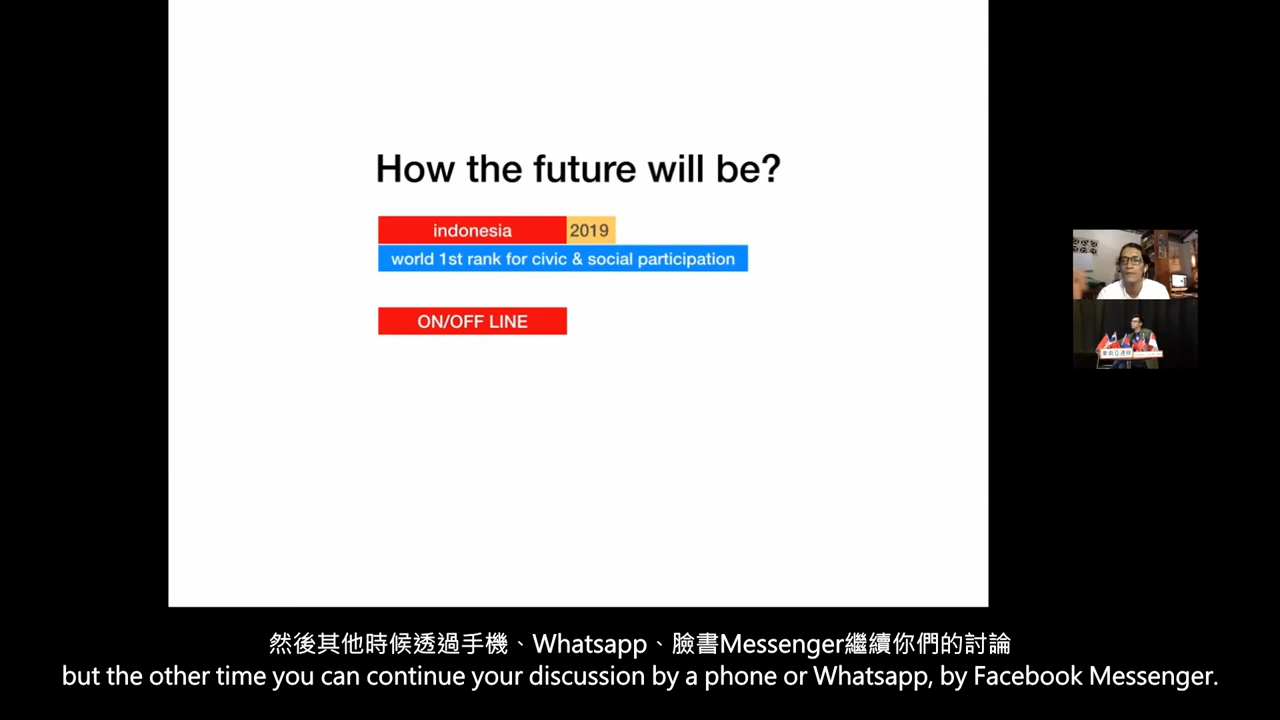 How the future will be?
indonesia 2019
world 1st rank for civic & social participation
ON/OFF LINE
然後其他時候透過手機、Whatsapp、臉書Messenger繼續你們的討論
but the other time you can continue your discussion by a phone or Whatsapp, by Facebook Messenger.